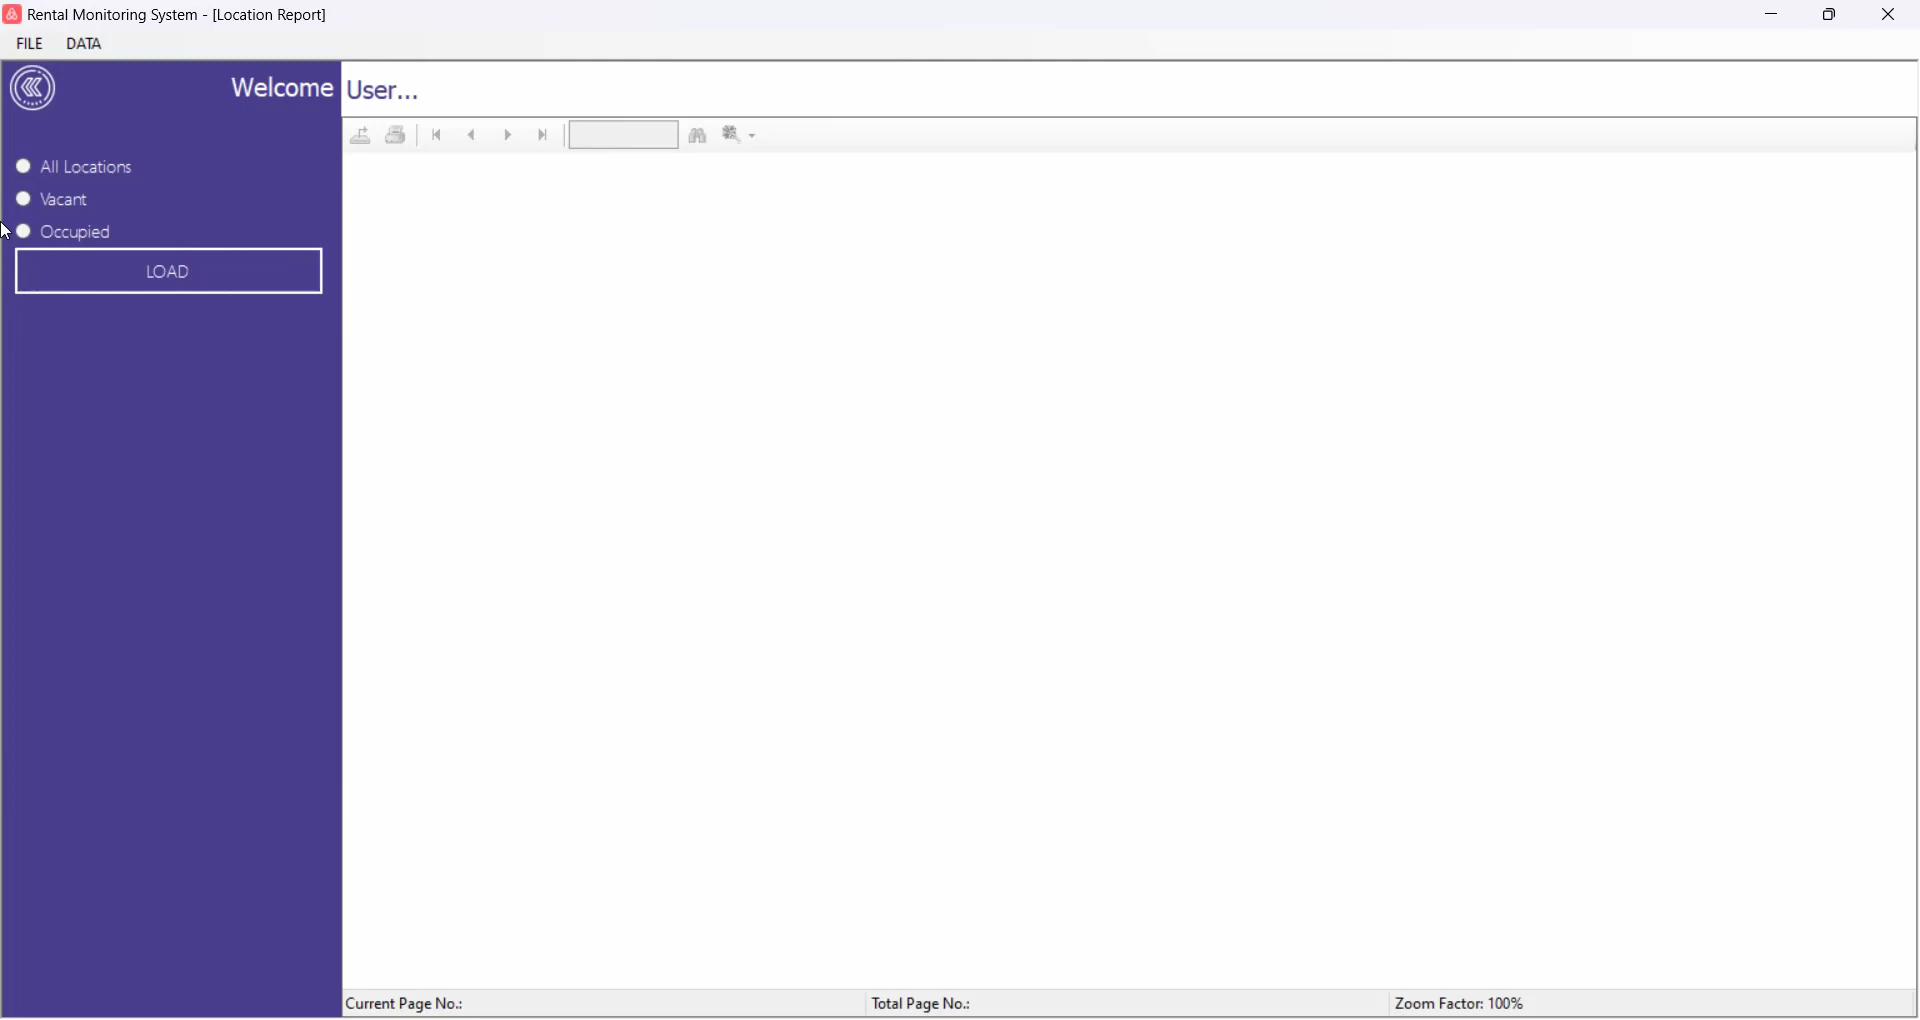 Rental Monitoring System - [Location Report]
FILE DATA
Welcome User...
All Locations
Vacant
Occupied
LOAD
Current Page No.: Total Page No.: Zoom Factor: 100%